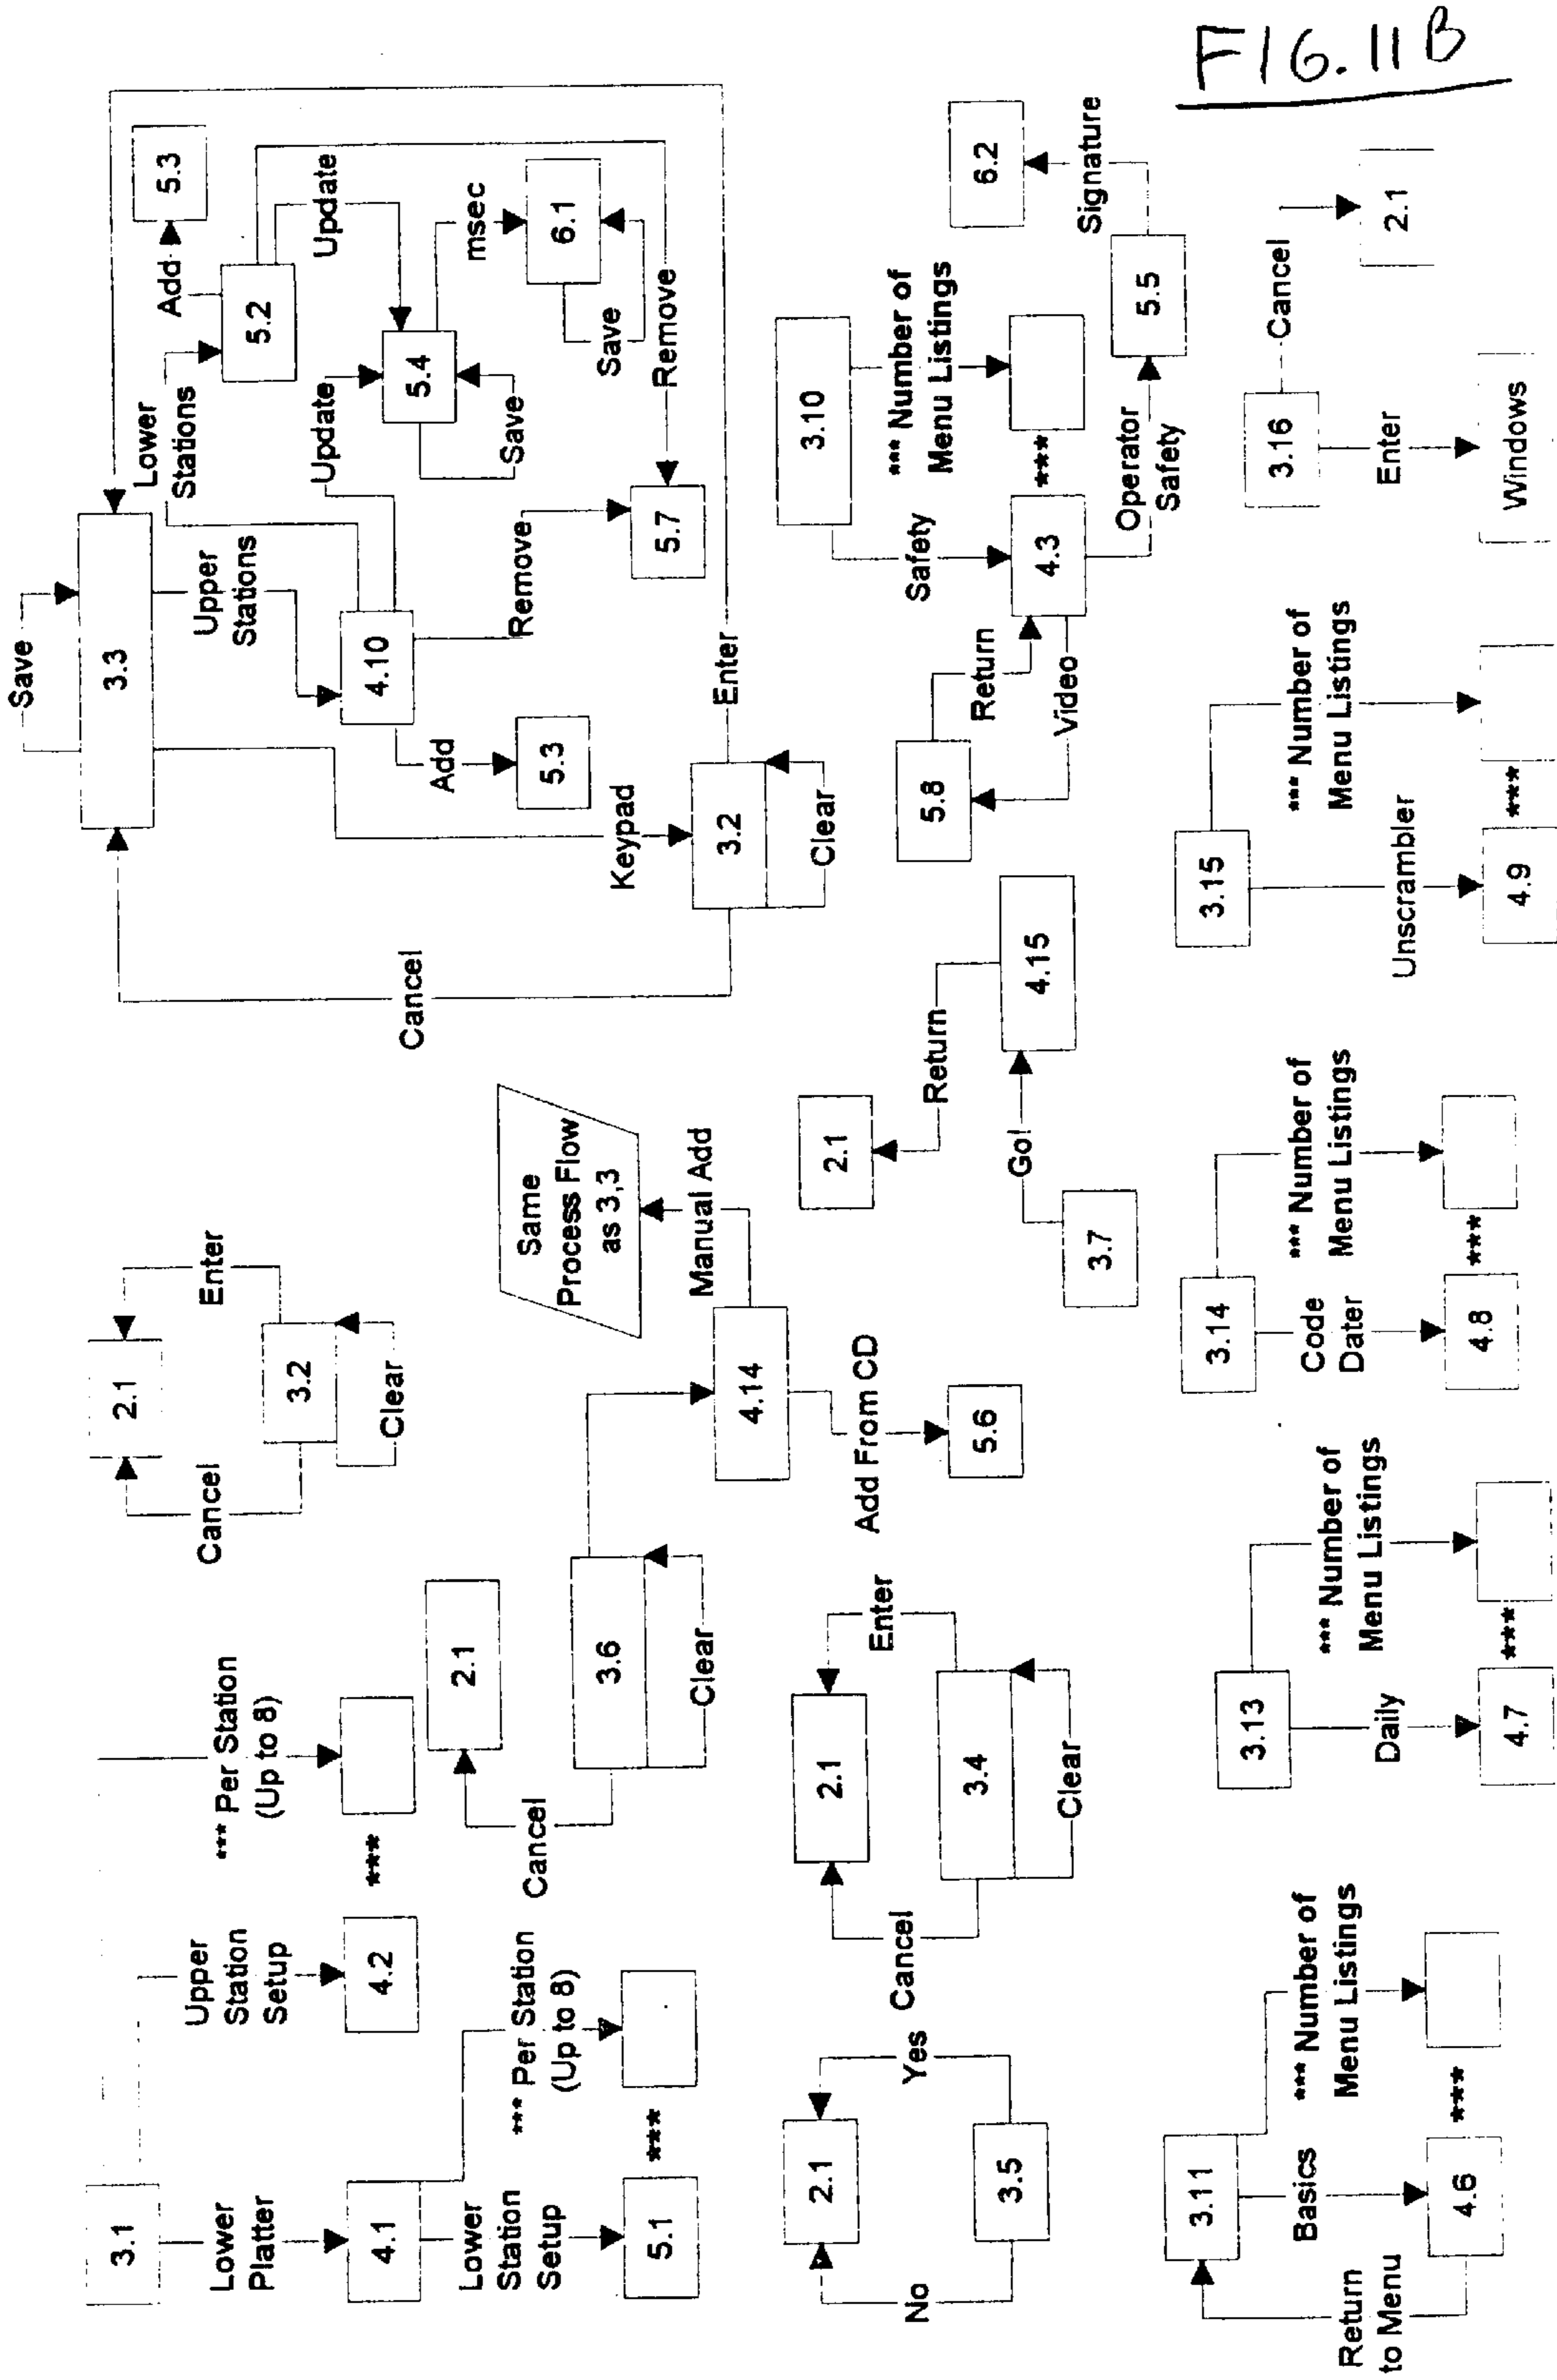 FIG. 11B
3.1
Lower
Platter
4.1
Lower
Station
Setup
5.1
***
*** Per Station
(Up to 8)
Upper
Station
Setup
4.2
***
*** Per Station
(Up to 8)
2.1
Cancel
Enter
3.2
Clear
2.1
Cancel
3.6
Clear
4.14
Manual Add
Same
Process Flow
as 3,3
Add From CD
5.6
Save
3.3
Cancel
Keypad
3.2
Clear
Enter
Upper
Stations
4.10
Add
5.3
Remove
5.7
Update
Lower
Stations
5.2
Add
5.3
Update
5.4
Save
msec
6.1
Save
Remove
2.1
No
Yes
3.5
2.1
Cancel
Enter
3.4
Clear
2.1
Return
4.15
Go!
3.7
5.8
Return
Video
3.10
Safety
4.3
***
*** Number of
Menu Listings
Operator
Safety
5.5
Signature
6.2
3.11
Basics
4.6
***
*** Number of
Menu Listings
Return
to Menu
3.13
Daily
4.7
***
*** Number of
Menu Listings
3.14
Code
Dater
4.8
***
*** Number of
Menu Listings
3.15
Unscrambler
4.9
***
*** Number of
Menu Listings
3.16
Enter
Windows
Cancel
2.1